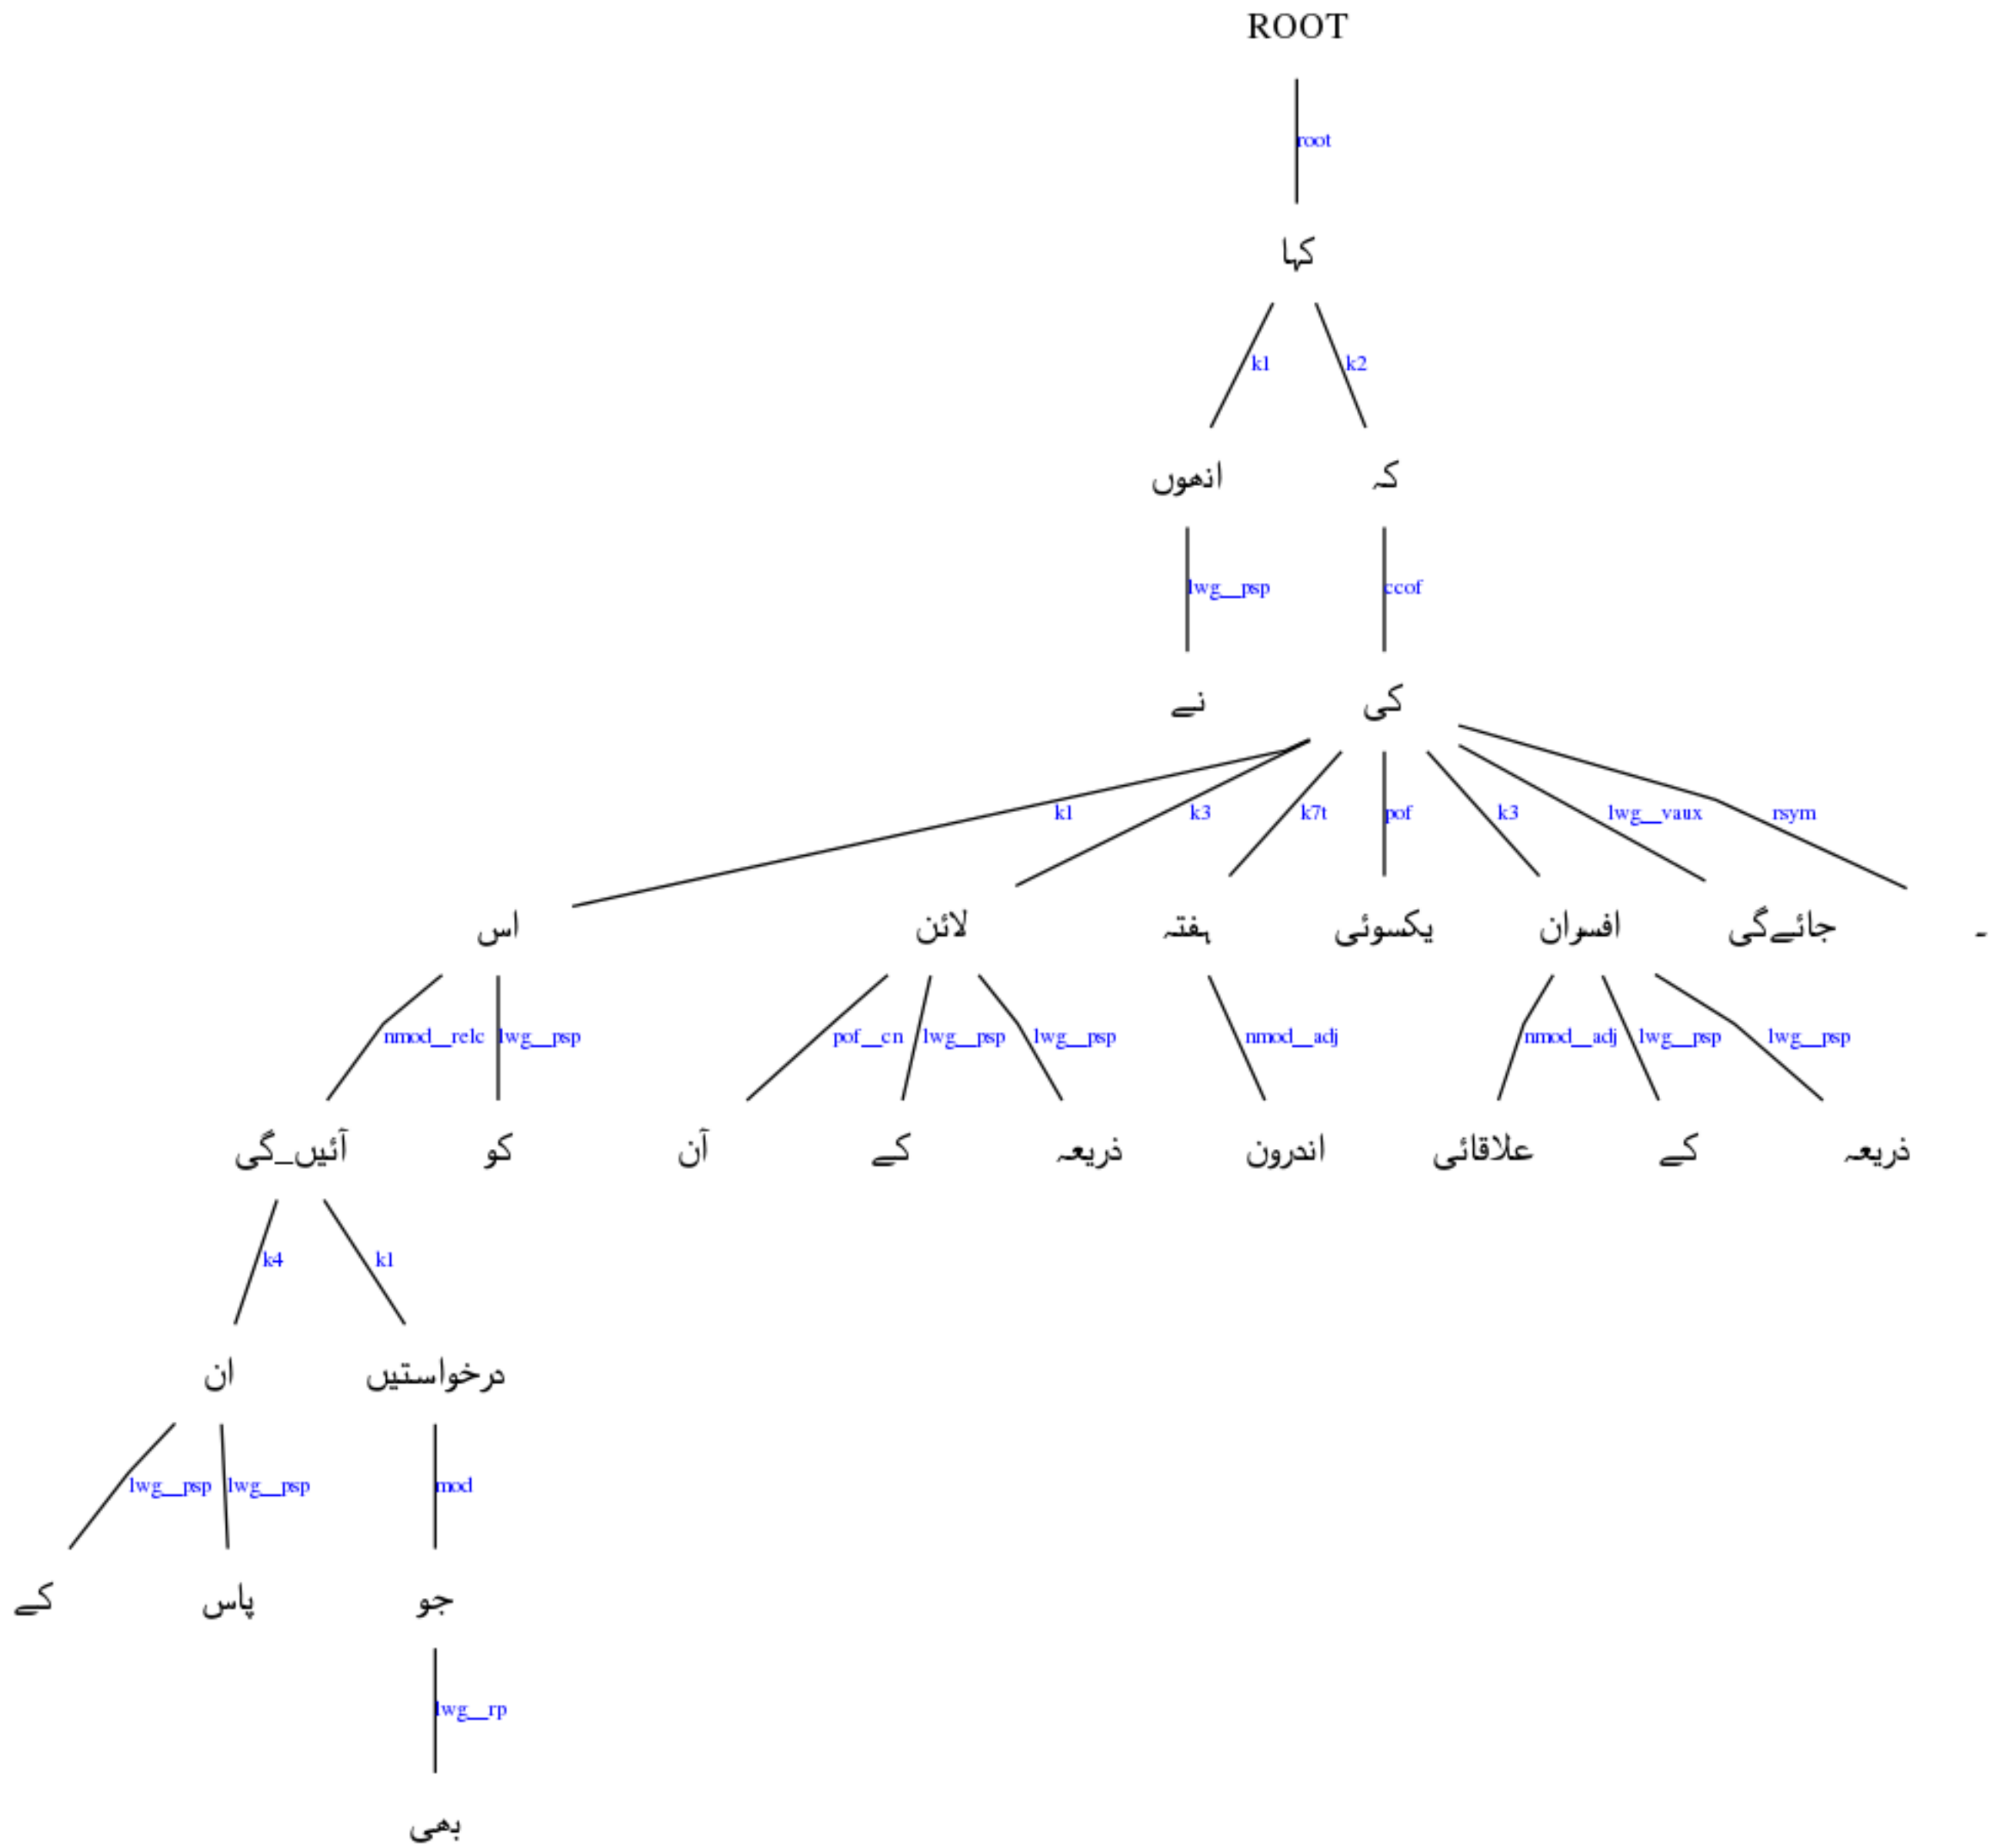 ROOT
root
کہا
k1 k2
انھوں کہ
lwg__psp ccof
نے کی
k1 k3 k7t pof k3 lwg__vaux rsym
اس لائن ہفتہ یکسوئی افسران جائےگی ۔
nmod__relc lwg__psp pof__cn lwg__psp lwg__psp nmod__adj nmod__adj lwg__psp lwg__psp
آئیں_گی کو آن کے ذریعہ اندرون علاقائی کے ذریعہ
k4 k1
ان درخواستیں
lwg__psp lwg__psp mod
کے پاس جو
lwg__rp
بھی